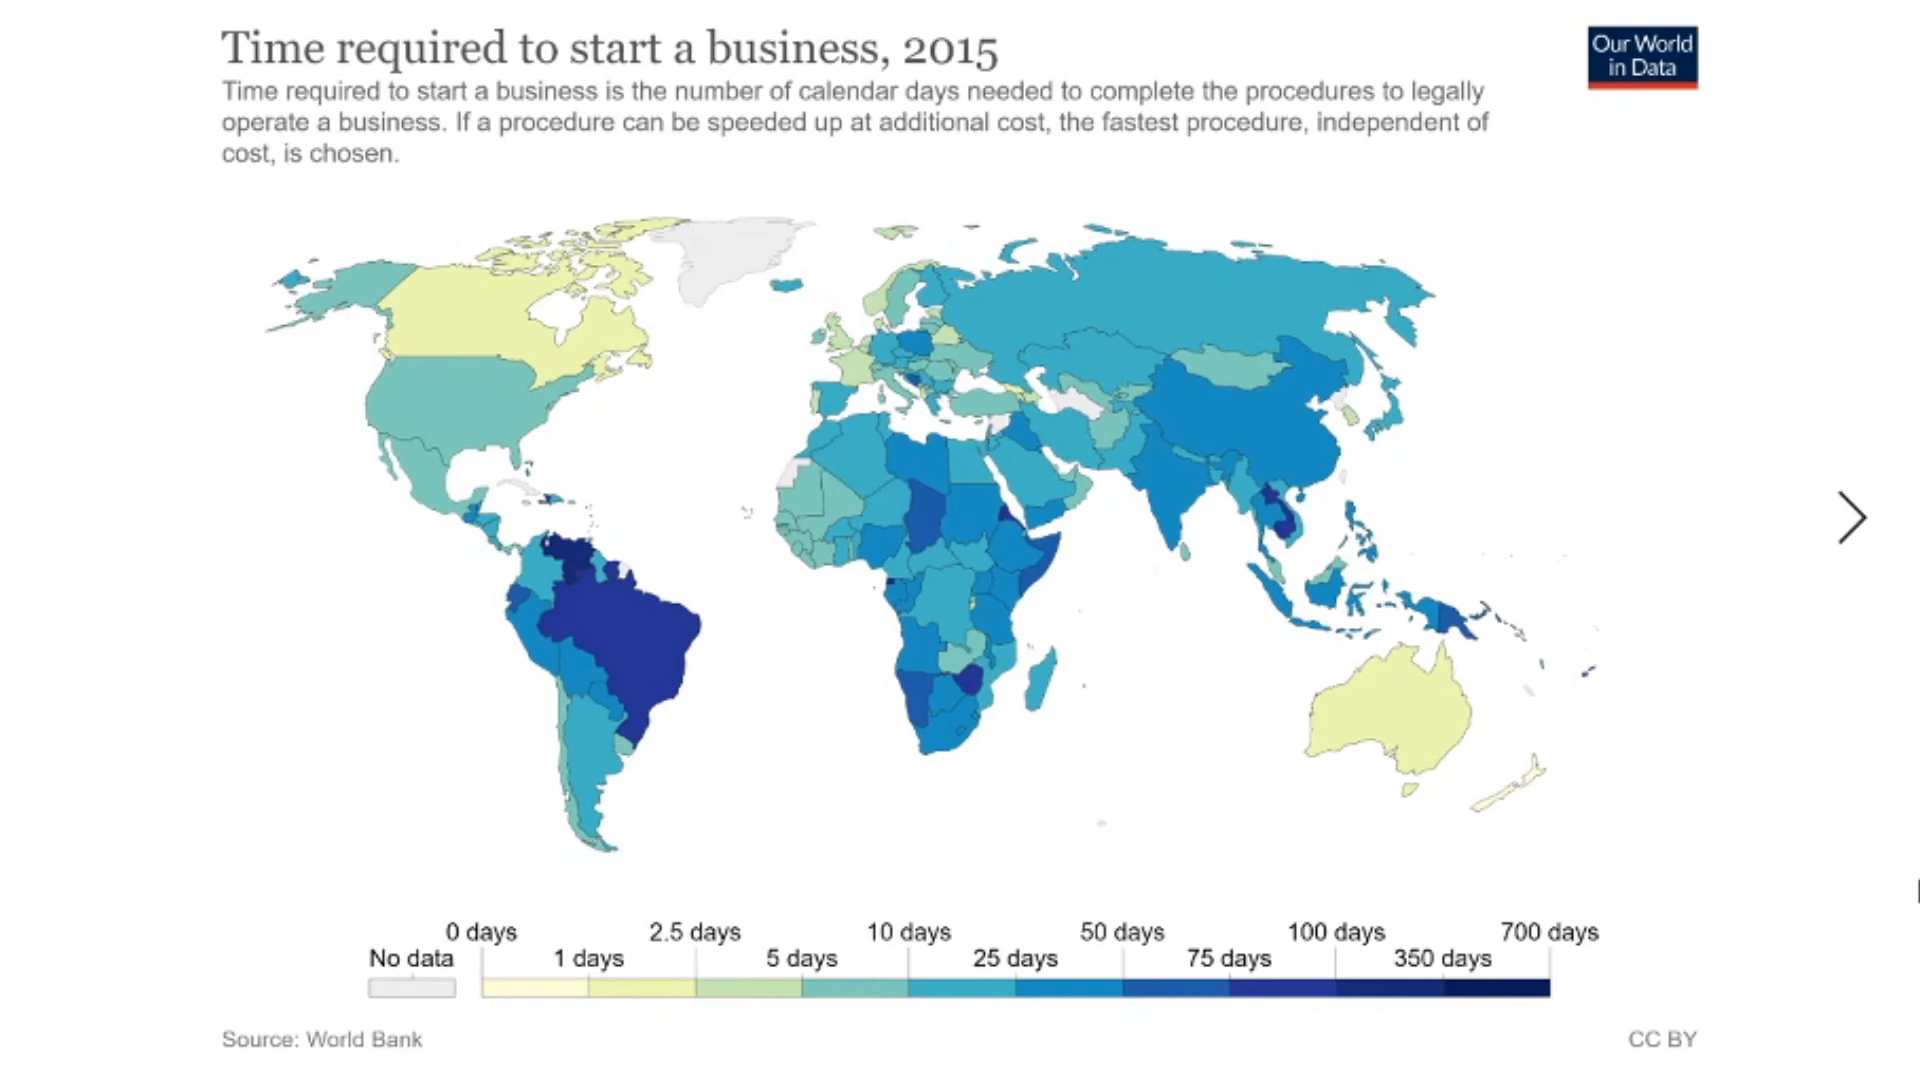 Time required to start a business, 2015
Our World
in Data
Time required to start a business is the number of calendar days needed to complete the procedures to legally
operate a business. If a procedure can be speeded up at additional cost, the fastest procedure, independent of
cost, is chosen.
0 days 2.5 days 10 days 50 days 100 days 700 days
No data 1 days 5 days 25 days 75 days 350 days
Source: World Bank
CC BY